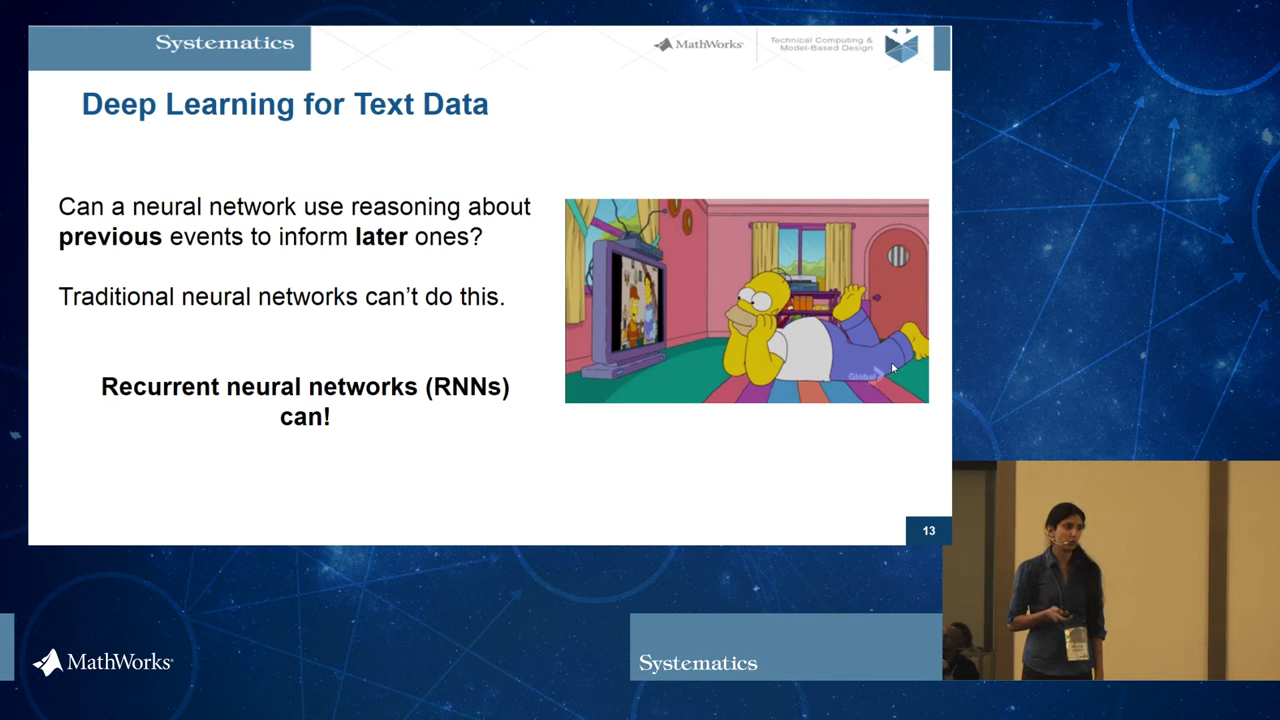 Systematics
MathWorks
Technical Computing &
Model-Based Design
Deep Learning for Text Data
Can a neural network use reasoning about
previous events to inform later ones?
Traditional neural networks can’t do this.
Recurrent neural networks (RNNs)
can!
Global
13
MathWorks
Systematics